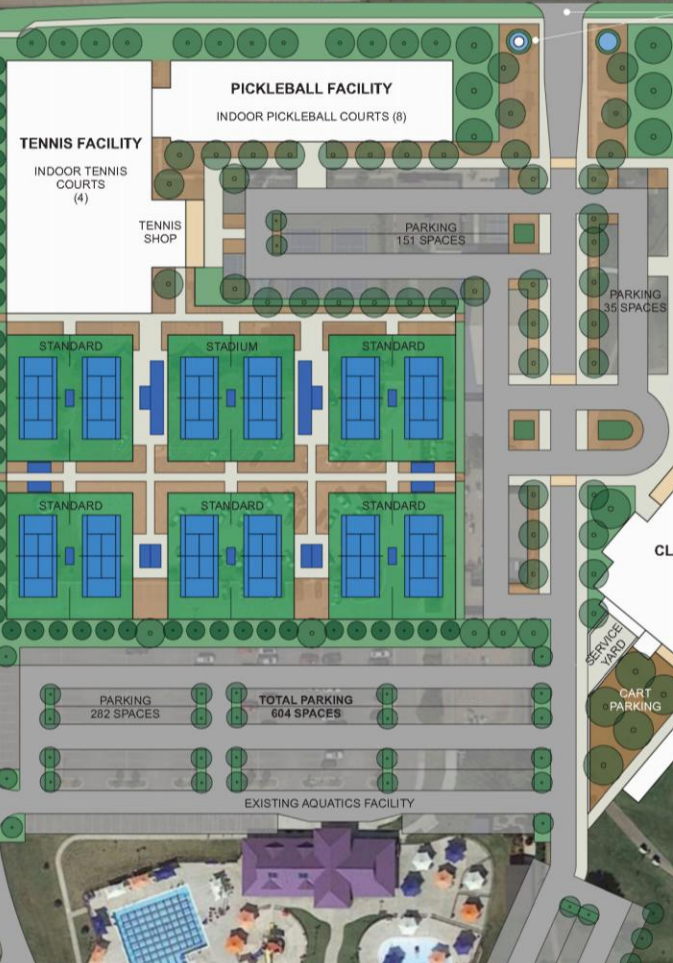 PICKLEBALL FACILITY
INDOOR PICKLEBALL COURTS (8)
TENNIS FACILITY
INDOOR TENNIS
COURTS
(4)
TENNIS
SHOP
PARKING
151 SPACES
PARKING
35 SPACES
STANDARD
STADIUM
STANDARD
STANDARD
STANDARD
STANDARD
CL
SERVICE
YARD
CART
PARKING
PARKING
282 SPACES
TOTAL PARKING
604 SPACES
EXISTING AQUATICS FACILITY